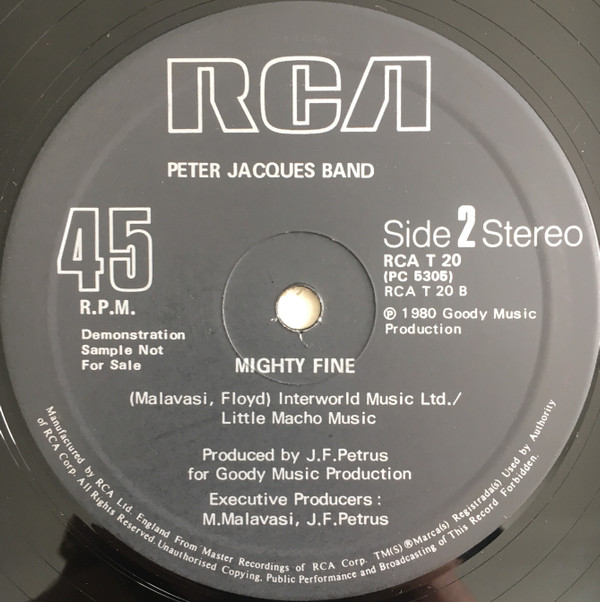 RCA
PETER JACQUES BAND
45
R.P.M.
Demonstration
Sample Not
For Sale
Side 2 Stereo
RCA T 20
(PC 5305)
RCA T 20 B
℗ 1980 Goody Music
Production
MIGHTY FINE
(Malavasi, Floyd) Interworld Music Ltd./
Little Macho Music
Produced by J.F.Petrus
for Goody Music Production
Executive Producers :
M.Malavasi, J.F.Petrus
Manufactured by RCA Ltd. England From Master Recordings of RCA Corp. TM(S) ®Marca(s) Registrada(s) Used by Authority
of RCA Corp. All Rights Reserved. Unauthorised Copying, Public Performance and Broadcasting of This Record Forbidden.